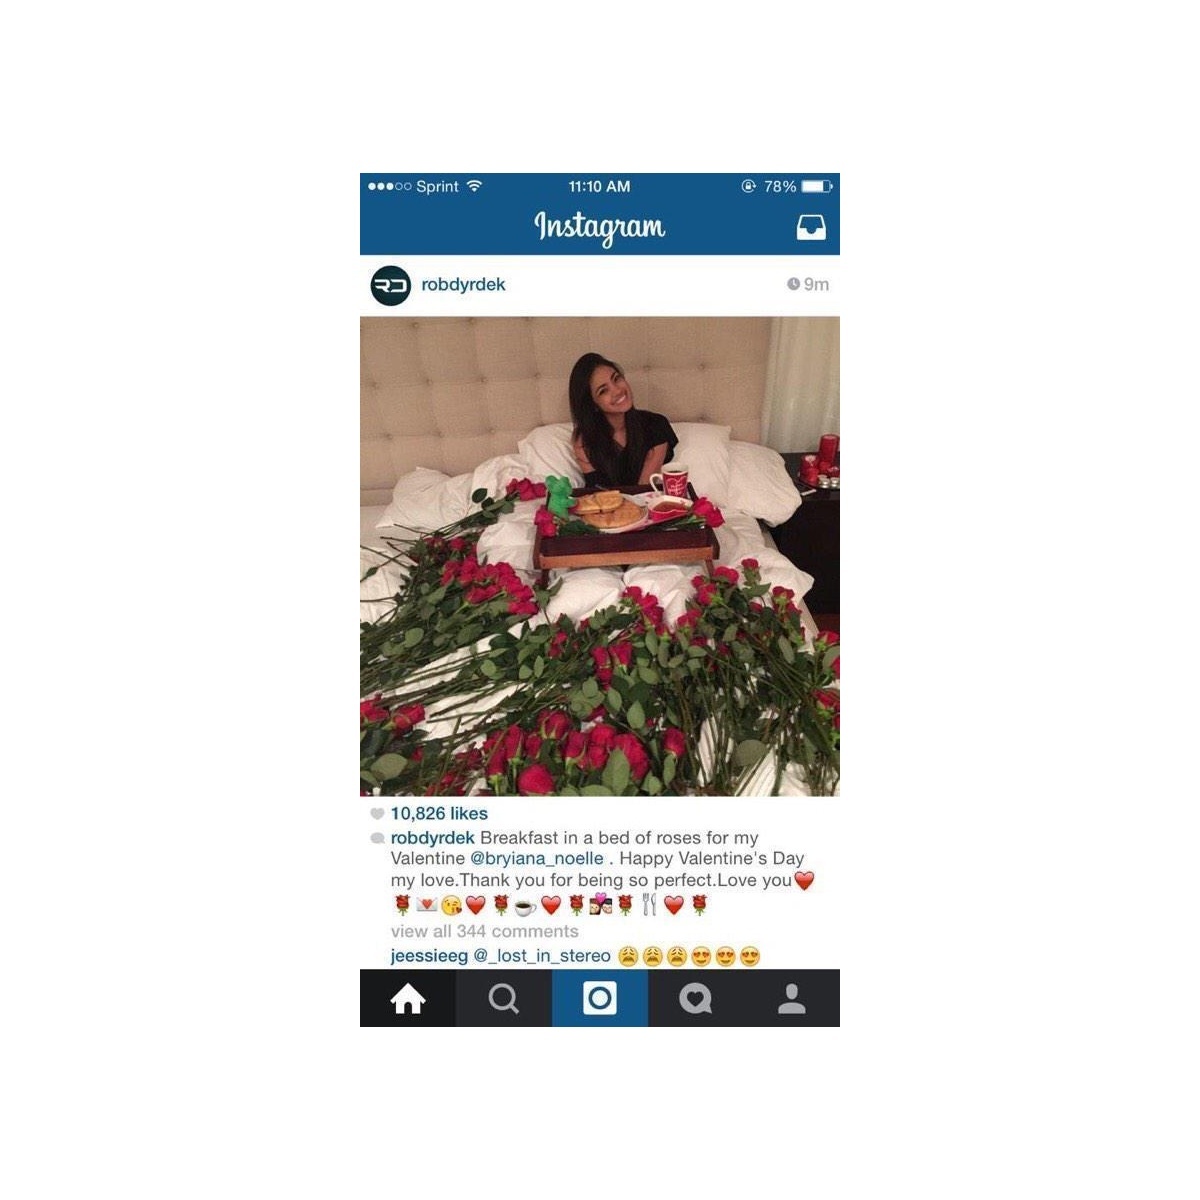 Sprint 11:10 AM 78%
Instagram
robdyrdek 9m
10,826 likes
robdyrdek Breakfast in a bed of roses for my
Valentine @bryiana_noelle . Happy Valentine's Day
my love.Thank you for being so perfect.Love you❤️
🌹💌😘❤️🌹☕❤️🌹💑🌹🍴❤️🌹
view all 344 comments
jeessieeg @_lost_in_stereo 😩😩😩😍😍😍